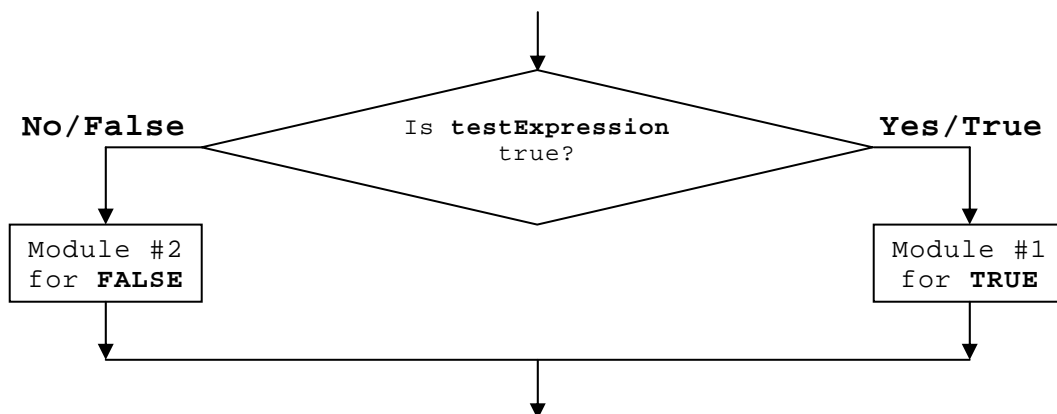 Is testExpression
true?
No/False
Yes/True
Module #2
for FALSE
Module #1
for TRUE